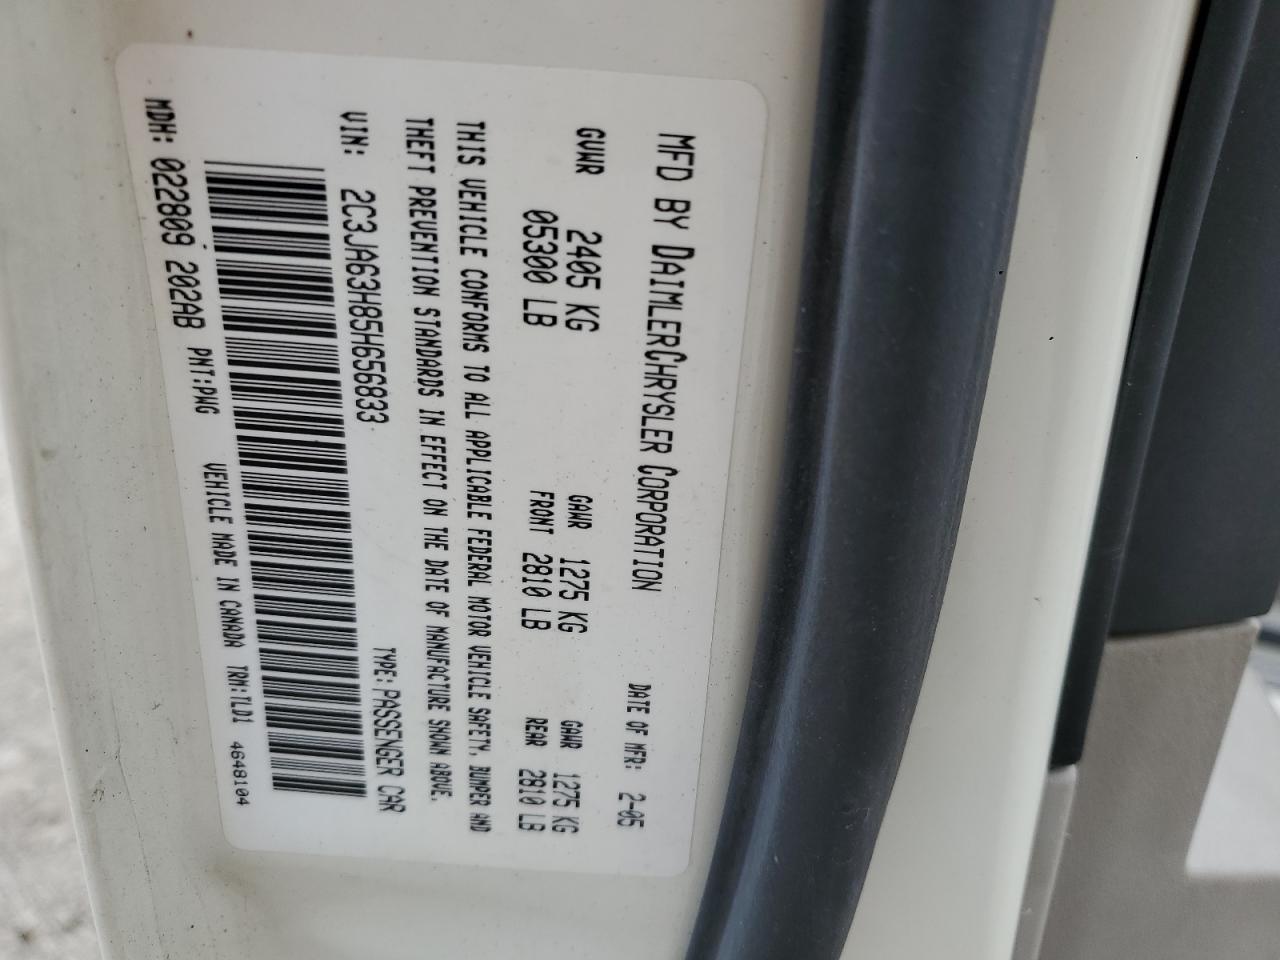 MFD BY DAIMLERCHRYSLER CORPORATION DATE OF MFR: 2-05
GVWR 2405 KG GAWR 1275 KG GAWR 1275 KG
05300 LB FRONT 2810 LB REAR 2810 LB
THIS VEHICLE CONFORMS TO ALL APPLICABLE FEDERAL MOTOR VEHICLE SAFETY, BUMPER AND
THEFT PREVENTION STANDARDS IN EFFECT ON THE DATE OF MANUFACTURE SHOWN ABOVE.
VIN: 2C3JA63H85H656833 TYPE: PASSENGER CAR
MDH: 022809 202AB PNT:PWG VEHICLE MADE IN CANADA TRM:TLD1 4648104